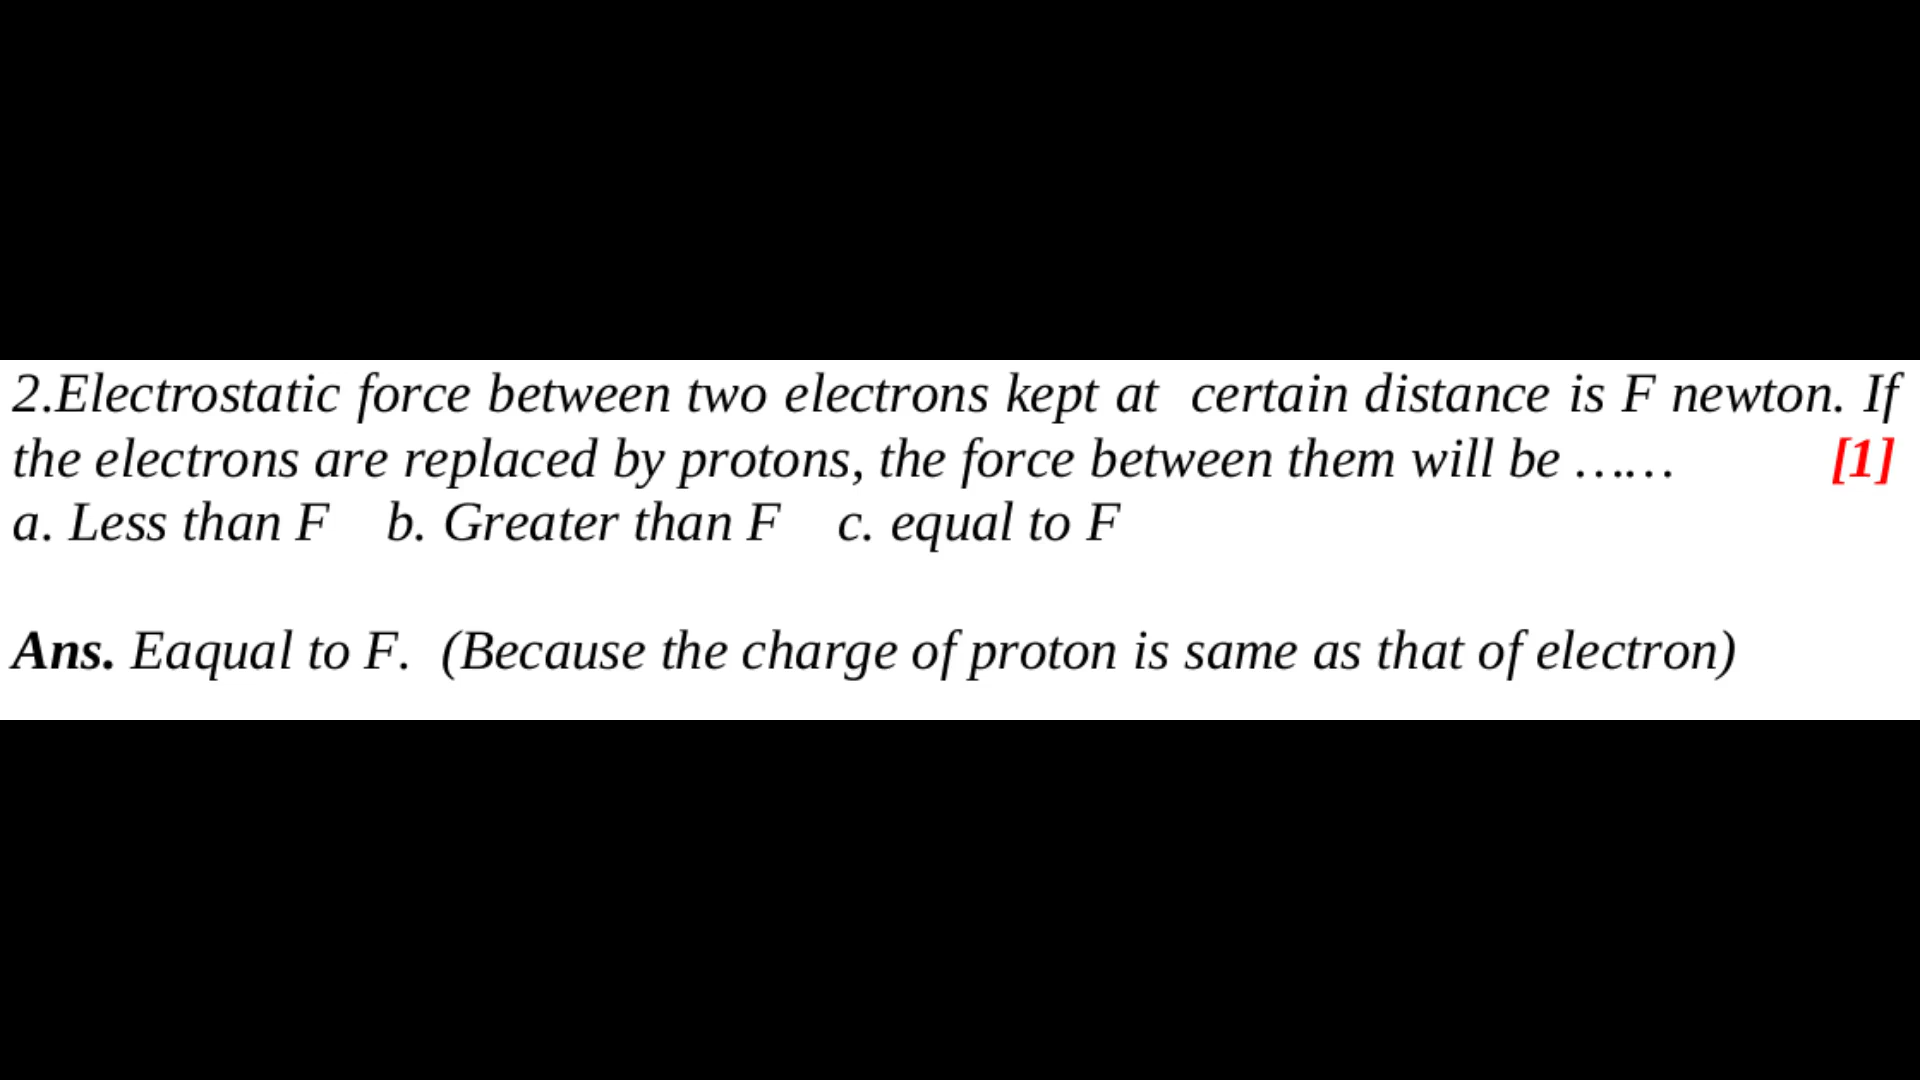 2.Electrostatic force between two electrons kept at certain distance is F newton. If
the electrons are replaced by protons, the force between them will be …… [1]
a. Less than F b. Greater than F c. equal to F
Ans. Eaqual to F. (Because the charge of proton is same as that of electron)